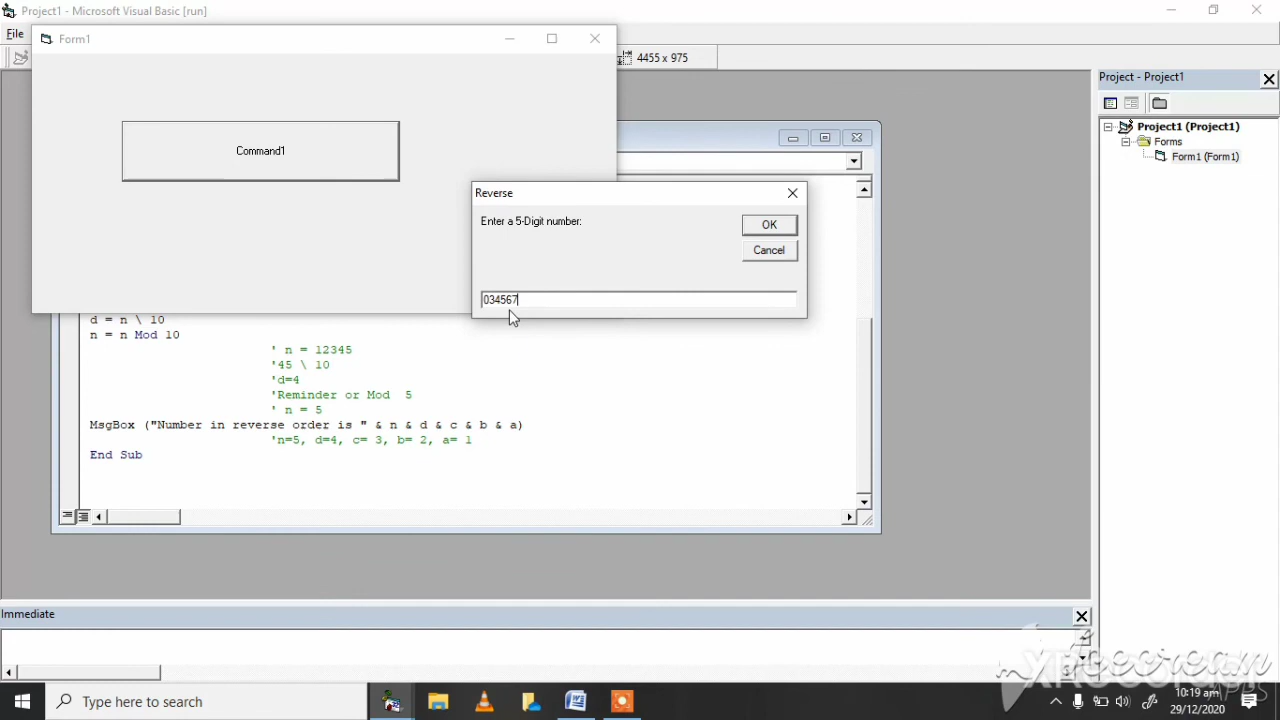 Project1 - Microsoft Visual Basic [run]
File
Form1
4455 x 975
Project - Project1
Command1
Project1 (Project1)
Forms
Form1 (Form1)
Reverse
Enter a 5-Digit number:
OK
Cancel
034567
d = n \ 10
n = n Mod 10
' n = 12345
'45 \ 10
'd=4
'Reminder or Mod  5
' n = 5
MsgBox ("Number in reverse order is " & n & d & c & b & a)
'n=5, d=4, c= 3, b= 2, a= 1
End Sub
Immediate
Type here to search
10:19 am
29/12/2020